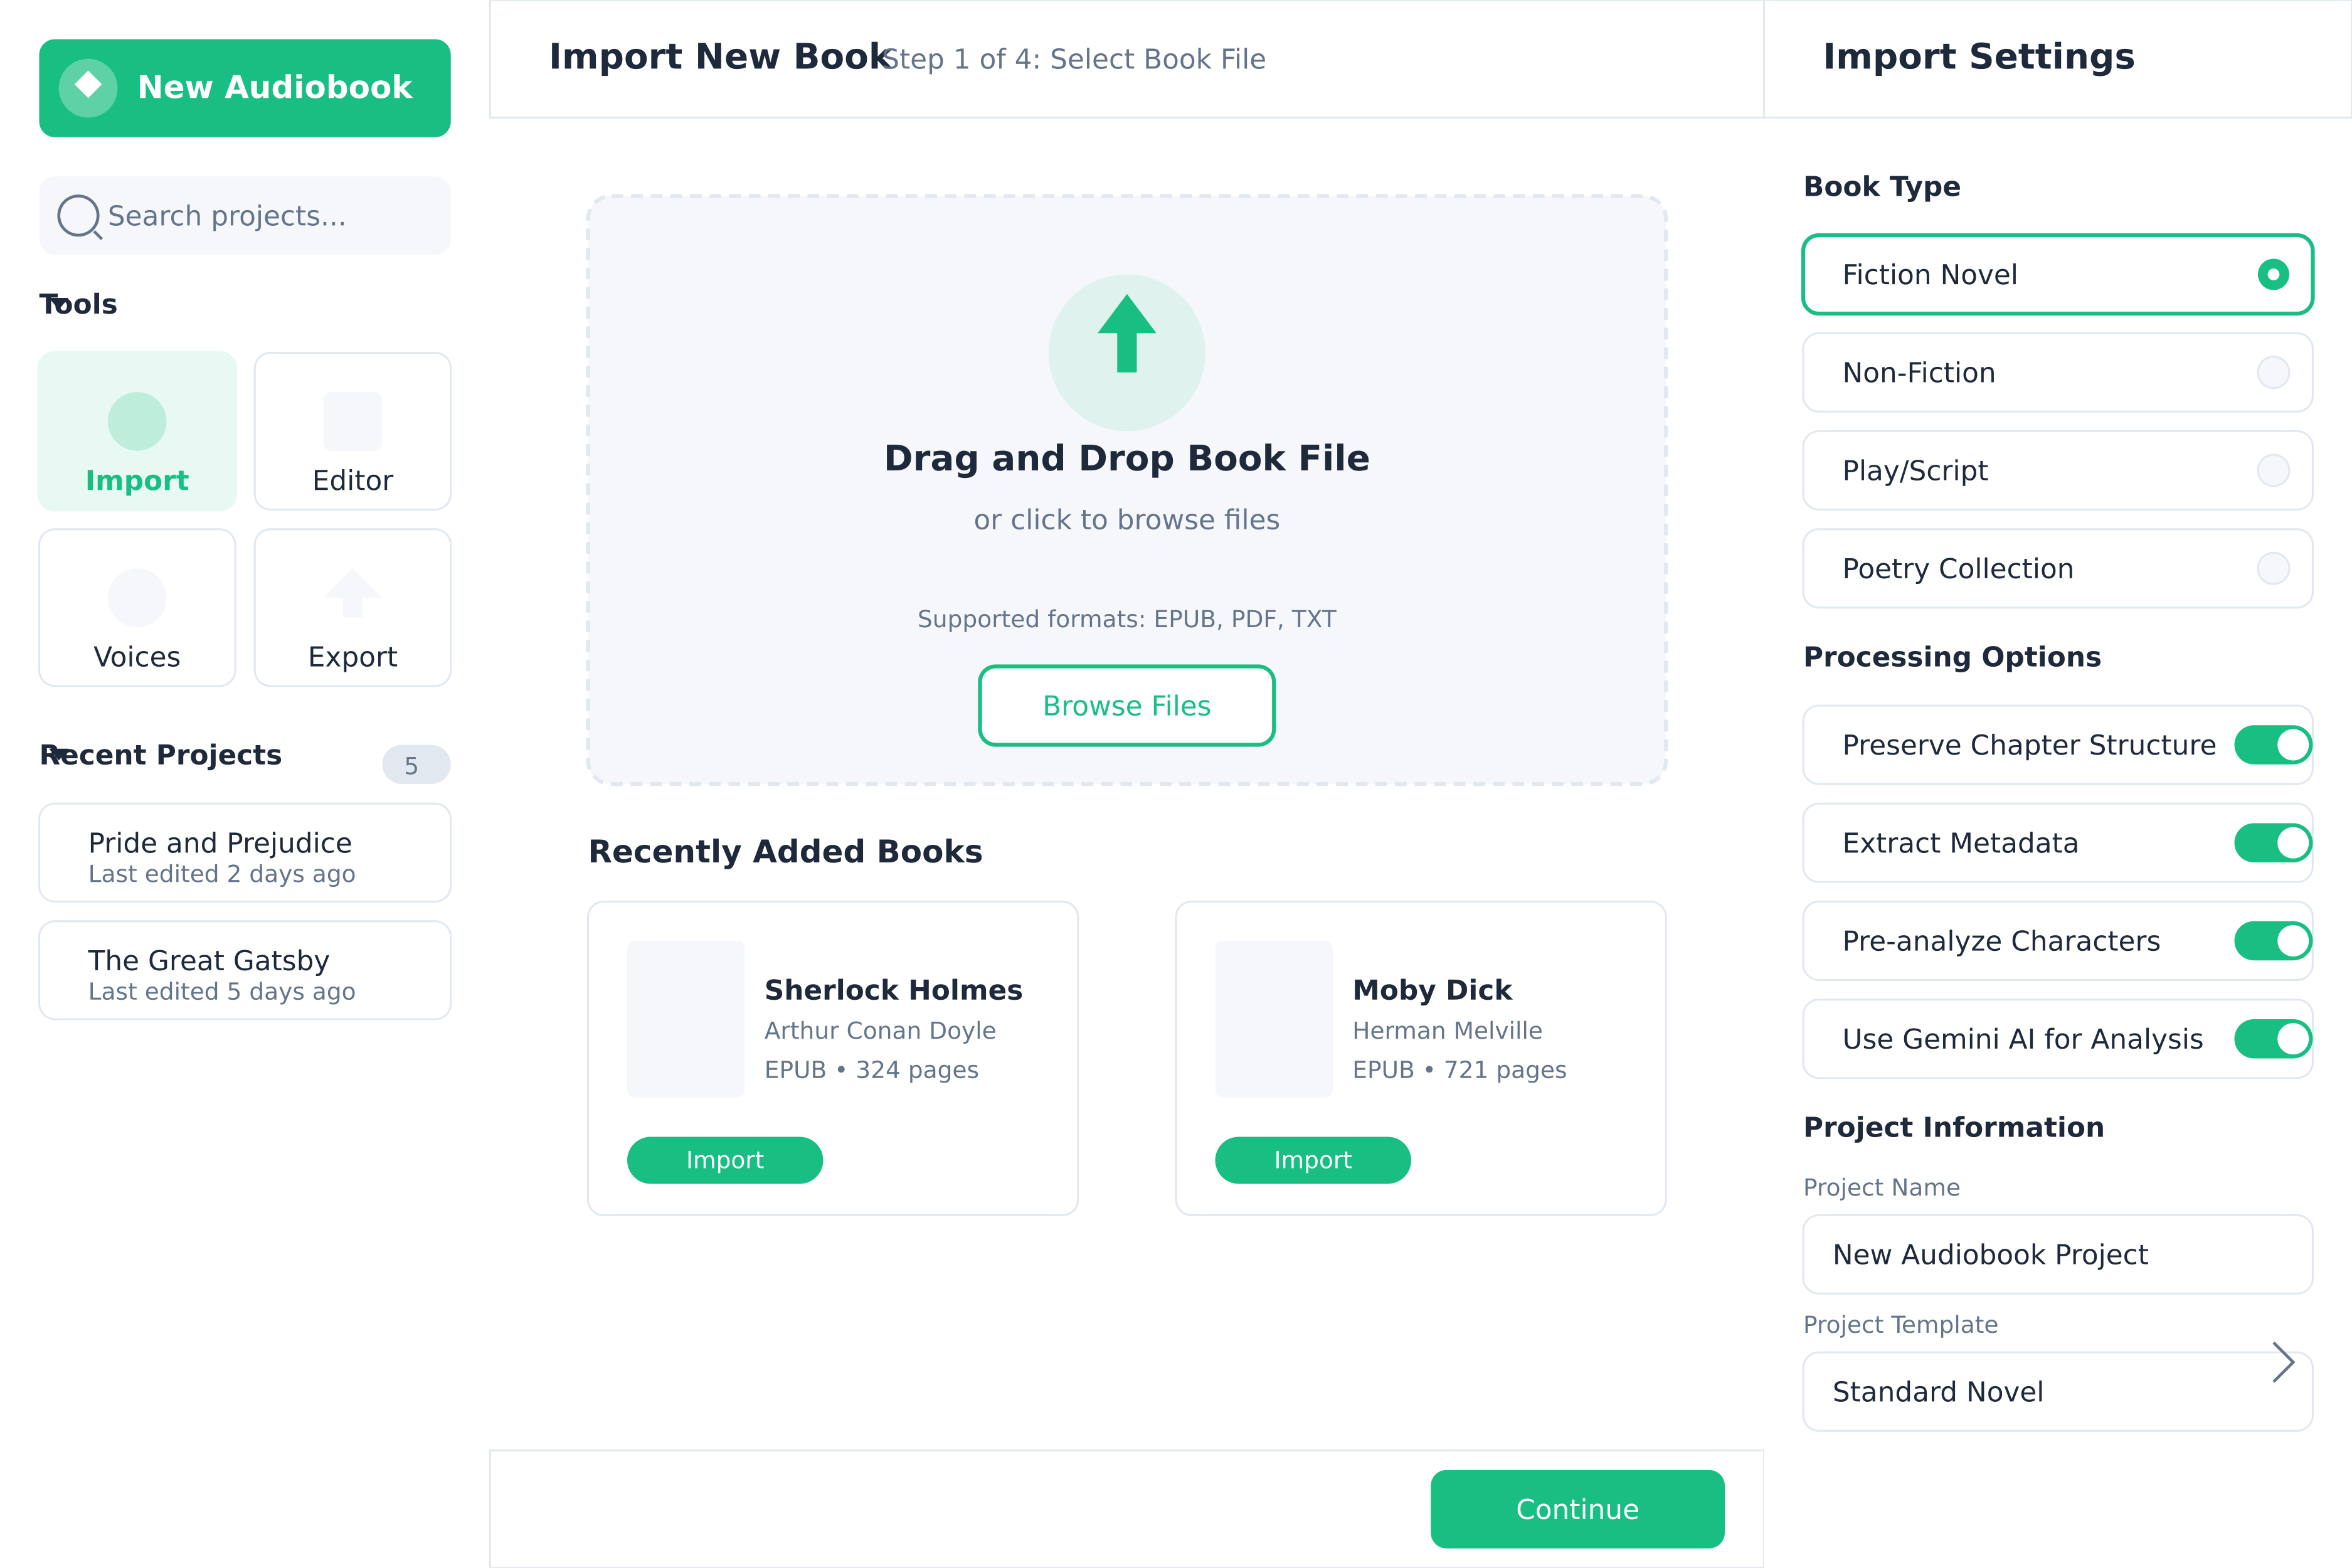 New Audiobook
Search projects...
Tools
Import
Editor
Voices
Export
Recent Projects
5
Pride and Prejudice
Last edited 2 days ago
The Great Gatsby
Last edited 5 days ago
Import New Book
Step 1 of 4: Select Book File
Drag and Drop Book File
or click to browse files
Supported formats: EPUB, PDF, TXT
Browse Files
Recently Added Books
Sherlock Holmes
Arthur Conan Doyle
EPUB • 324 pages
Import
Moby Dick
Herman Melville
EPUB • 721 pages
Import
Continue
Import Settings
Book Type
Fiction Novel
Non-Fiction
Play/Script
Poetry Collection
Processing Options
Preserve Chapter Structure
Extract Metadata
Pre-analyze Characters
Use Gemini AI for Analysis
Project Information
Project Name
New Audiobook Project
Project Template
Standard Novel